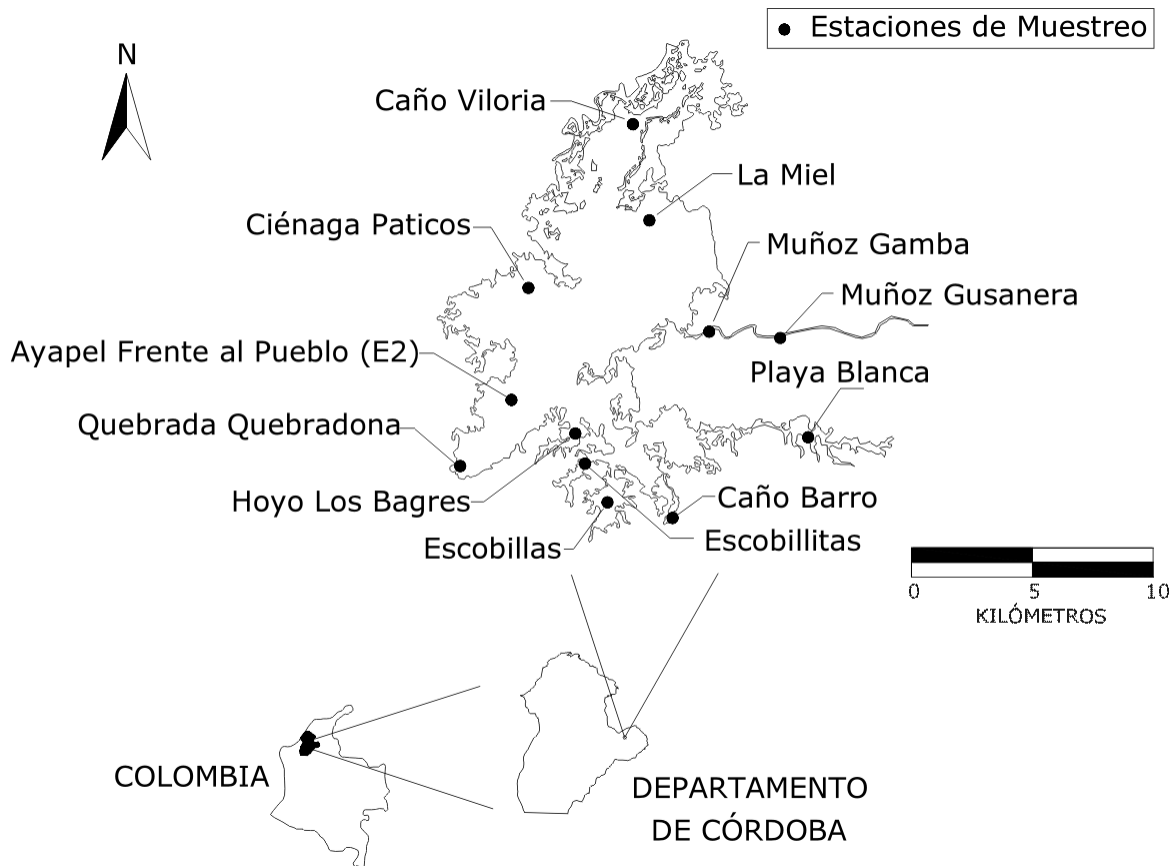 Estaciones de Muestreo
N
Caño Viloria
La Miel
Ciénaga Paticos
Muñoz Gamba
Muñoz Gusanera
Ayapel Frente al Pueblo (E2)
Playa Blanca
Quebrada Quebradona
Hoyo Los Bagres
Caño Barro
Escobillas
Escobillitas
0 5 10
KILÓMETROS
COLOMBIA
DEPARTAMENTO
DE CÓRDOBA